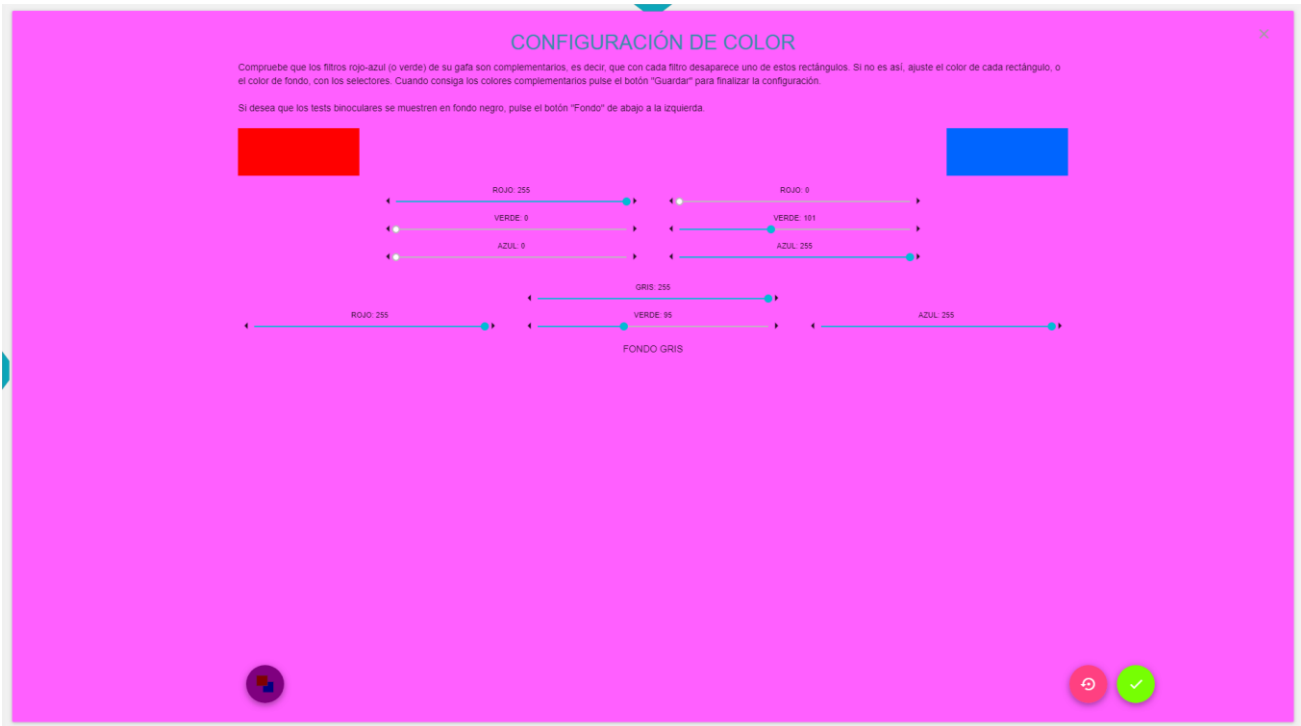 CONFIGURACIÓN DE COLOR
Compruebe que los filtros rojo-azul (o verde) de su gafa son complementarios, es decir, que con cada filtro desaparece uno de estos rectángulos. Si no es así, ajuste el color de cada rectángulo, o
el color de fondo, con los selectores. Cuando consiga los colores complementarios pulse el botón "Guardar" para finalizar la configuración.
Si desea que los tests binoculares se muestren en fondo negro, pulse el botón "Fondo" de abajo a la izquierda.
ROJO: 255
ROJO: 0
VERDE: 0
VERDE: 101
AZUL: 0
AZUL: 255
GRIS: 255
ROJO: 255
VERDE: 95
AZUL: 255
FONDO GRIS